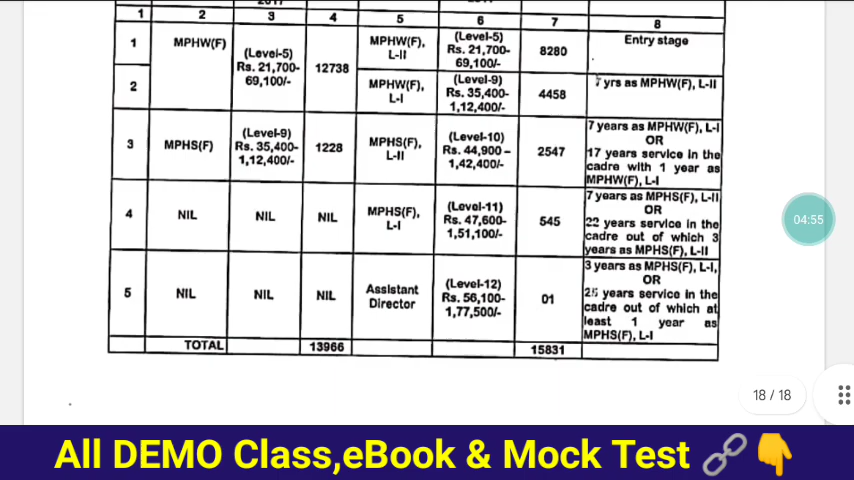 2017
1 2 3 4 5 6 7 8
1 MPHW(F) (Level-5) Rs. 21,700-69,100/- 12738 MPHW(F), L-II (Level-5) Rs. 21,700-69,100/- 8280 Entry stage
2 MPHW(F), L-I (Level-9) Rs. 35,400-1,12,400/- 4458 7 yrs as MPHW(F), L-II
3 MPHS(F) (Level-9) Rs. 35,400-1,12,400/- 1228 MPHS(F), L-II (Level-10) Rs. 44,900 – 1,42,400/- 2547 7 years as MPHW(F), L-I OR 17 years service in the cadre with 1 year as MPHW(F), L-I
4 NIL NIL NIL MPHS(F), L-I (Level-11) Rs. 47,600-1,51,100/- 545 7 years as MPHS(F), L-II OR 22 years service in the cadre out of which 3 years as MPHS(F), L-II
5 NIL NIL NIL Assistant Director (Level-12) Rs. 56,100-1,77,500/- 01 3 years as MPHS(F), L-I, OR 25 years service in the cadre out of which at least 1 year as MPHS(F), L-I
TOTAL 13966 15831
04:55
18 / 18
All DEMO Class,eBook & Mock Test